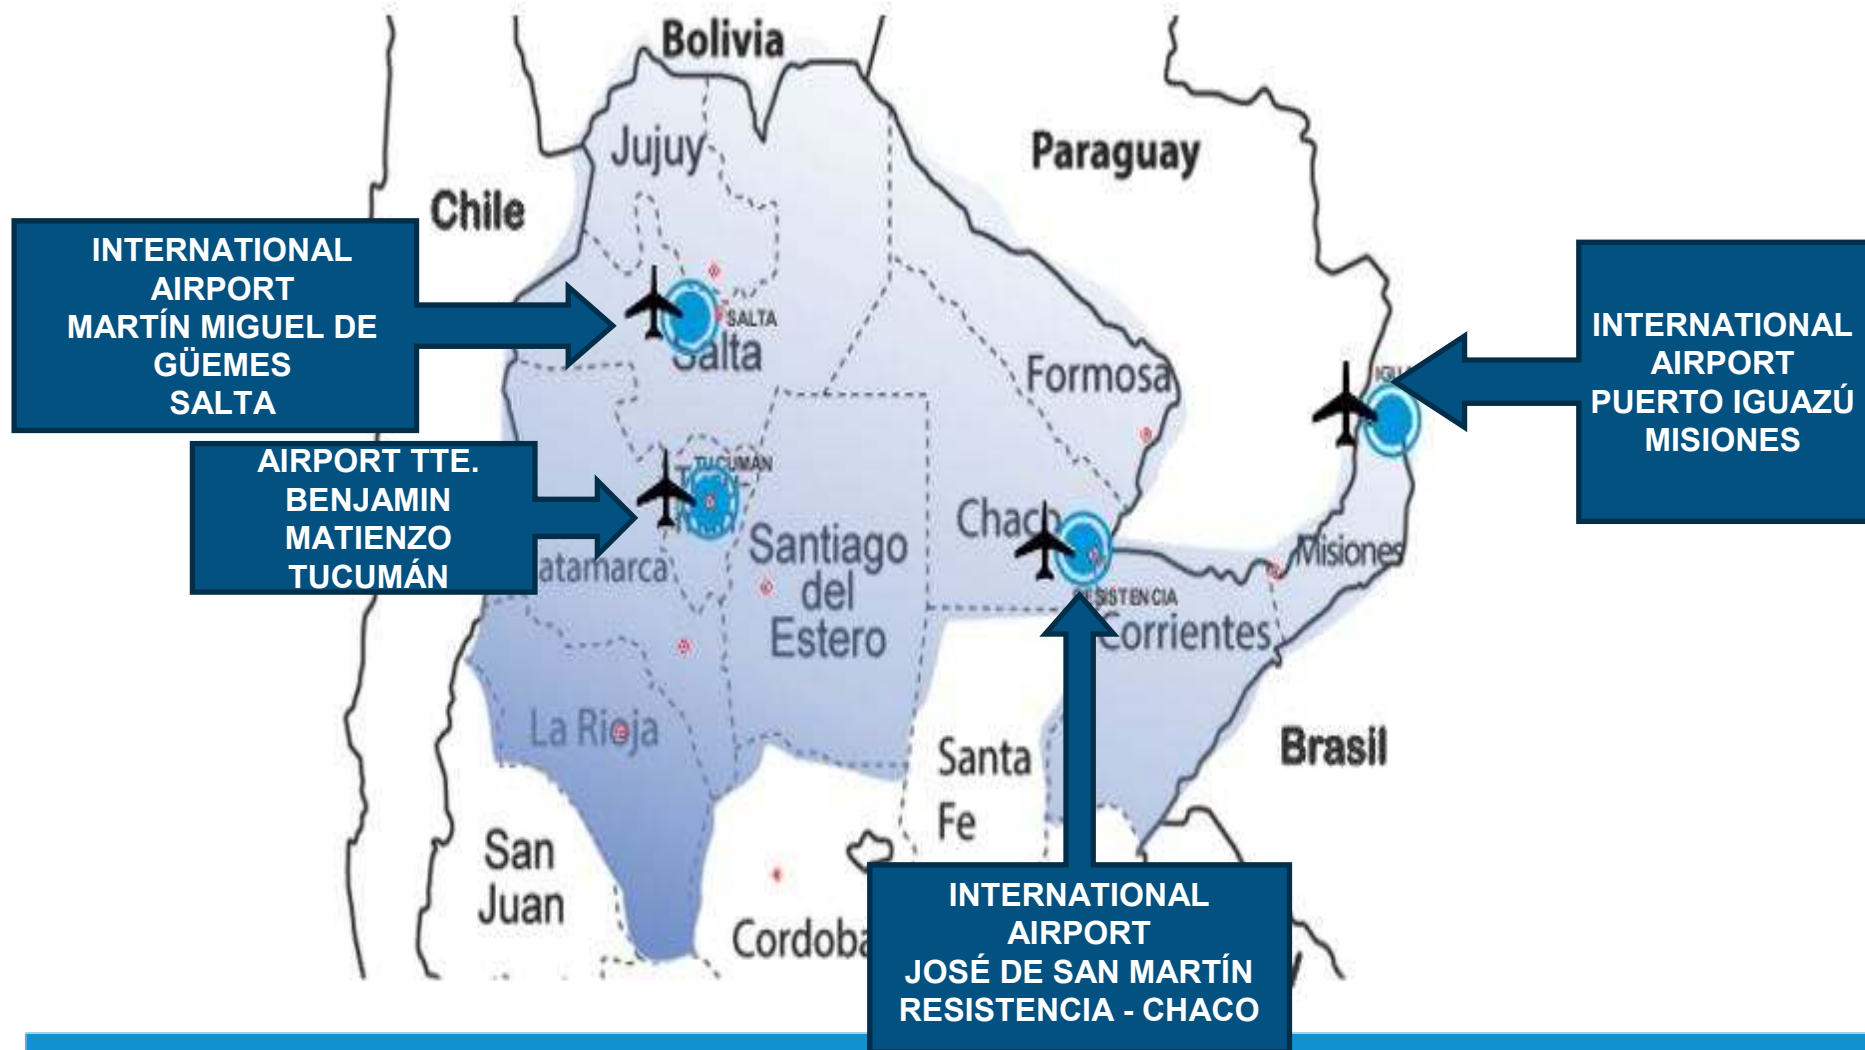 Bolivia
Jujuy
Paraguay
Chile
INTERNATIONAL
AIRPORT
MARTÍN MIGUEL DE
GÜEMES
SALTA
SALTA
Salta
Formosa
INTERNATIONAL
AIRPORT
PUERTO IGUAZÚ
MISIONES
AIRPORT TTE.
BENJAMIN
MATIENZO
TUCUMÁN
TUCUMÁN
atamarca
Santiago
del
Estero
Chaco
Misiones
SISTENCIA
Corrientes
La Rioja
Santa
Fe
Brasil
San
Juan
Cordoba
INTERNATIONAL
AIRPORT
JOSÉ DE SAN MARTÍN
RESISTENCIA - CHACO